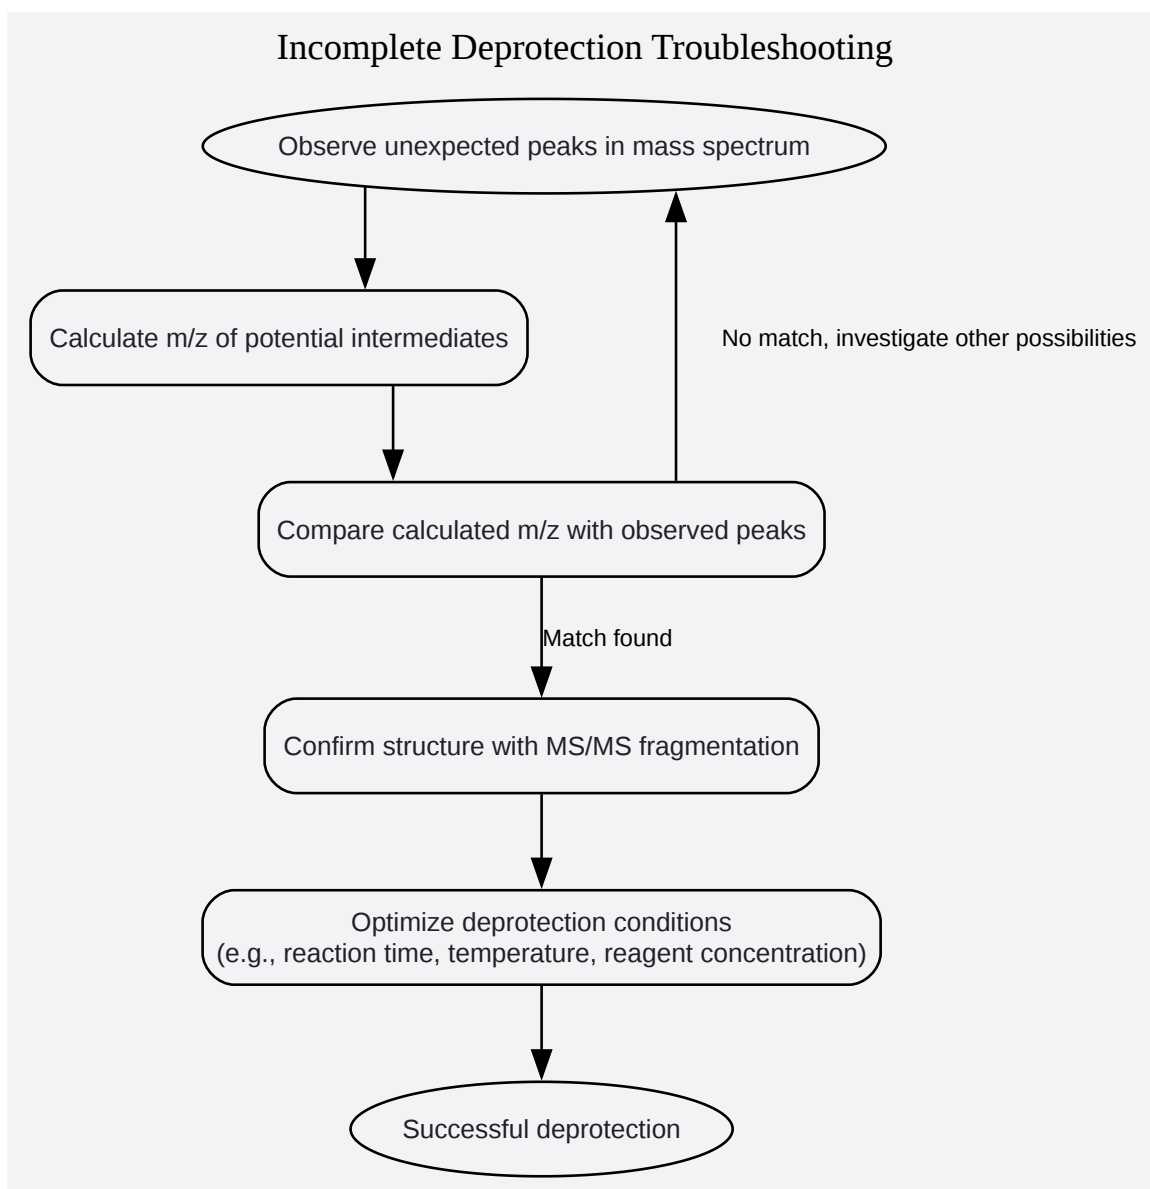 Incomplete Deprotection Troubleshooting
Observe unexpected peaks in mass spectrum
Calculate m/z of potential intermediates
No match, investigate other possibilities
Compare calculated m/z with observed peaks
Match found
Confirm structure with MS/MS fragmentation
Optimize deprotection conditions
(e.g., reaction time, temperature, reagent concentration)
Successful deprotection